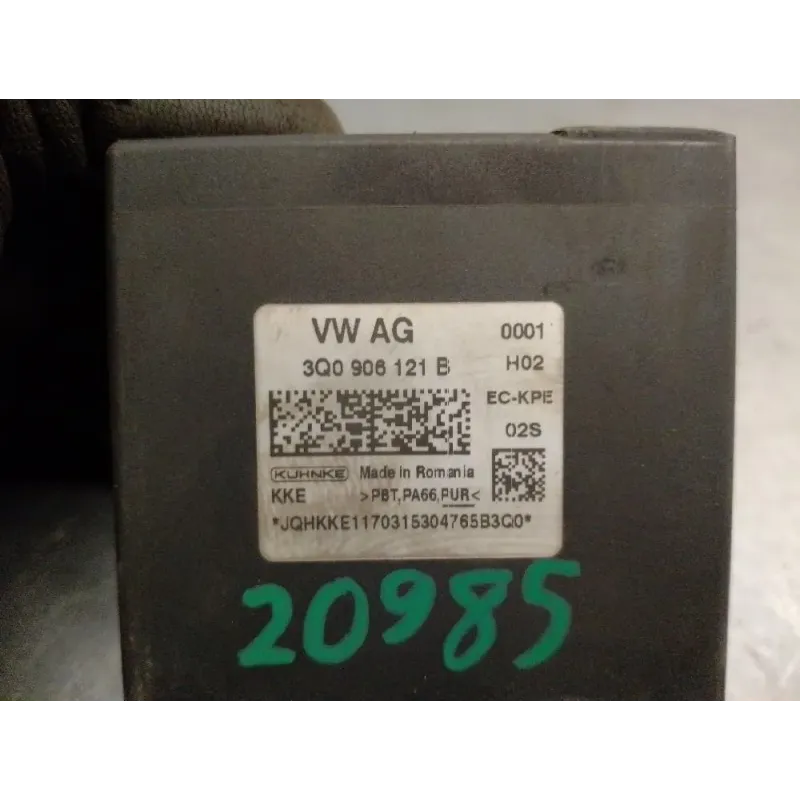 VW AG 0001
3Q0 906 121 B H02
EC-KPE
02S
KUHNKE Made in Romania
KKE >PBT,PA66,PUR<
*JQHKKE1170315304765B3Q0*
20985